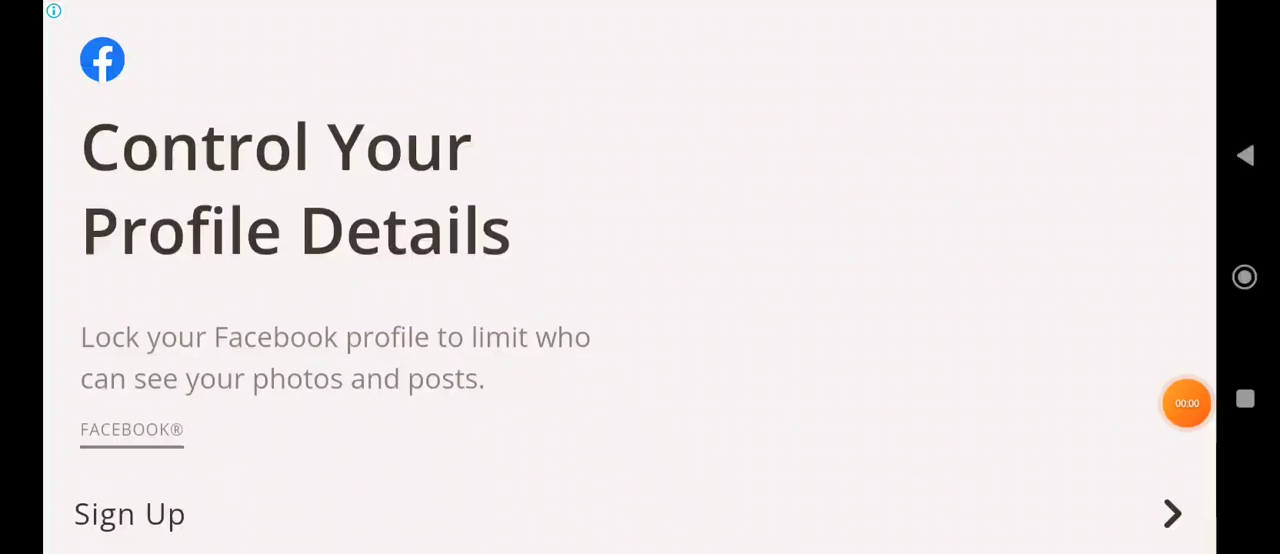 Control Your
Profile Details
Lock your Facebook profile to limit who
can see your photos and posts.
FACEBOOK®
00:00
Sign Up